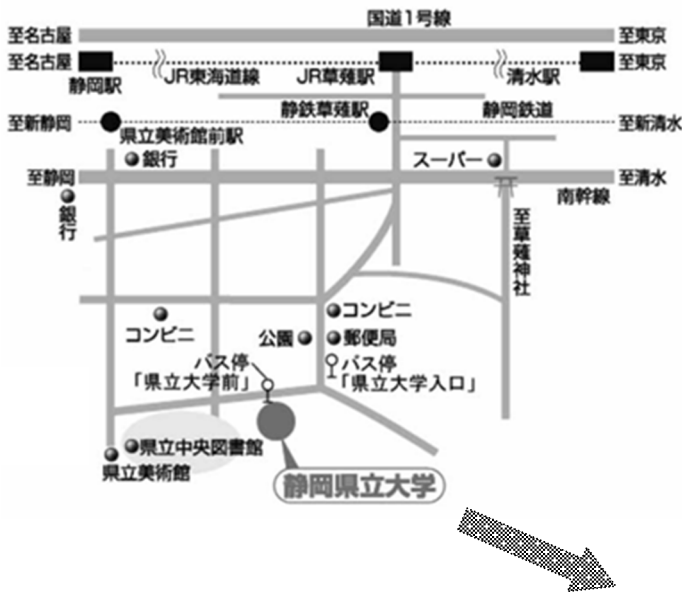 国道1号線
至名古屋
至東京
至名古屋
至東京
静岡駅
JR東海道線
JR草薙駅
清水駅
静鉄草薙駅
静岡鉄道
至新静岡
至新清水
県立美術館前駅
銀行
スーパー
至静岡
至清水
南幹線
銀行
至草薙神社
コンビニ
コンビニ
公園
郵便局
バス停
「県立大学前」
バス停
「県立大学入口」
県立中央図書館
県立美術館
静岡県立大学